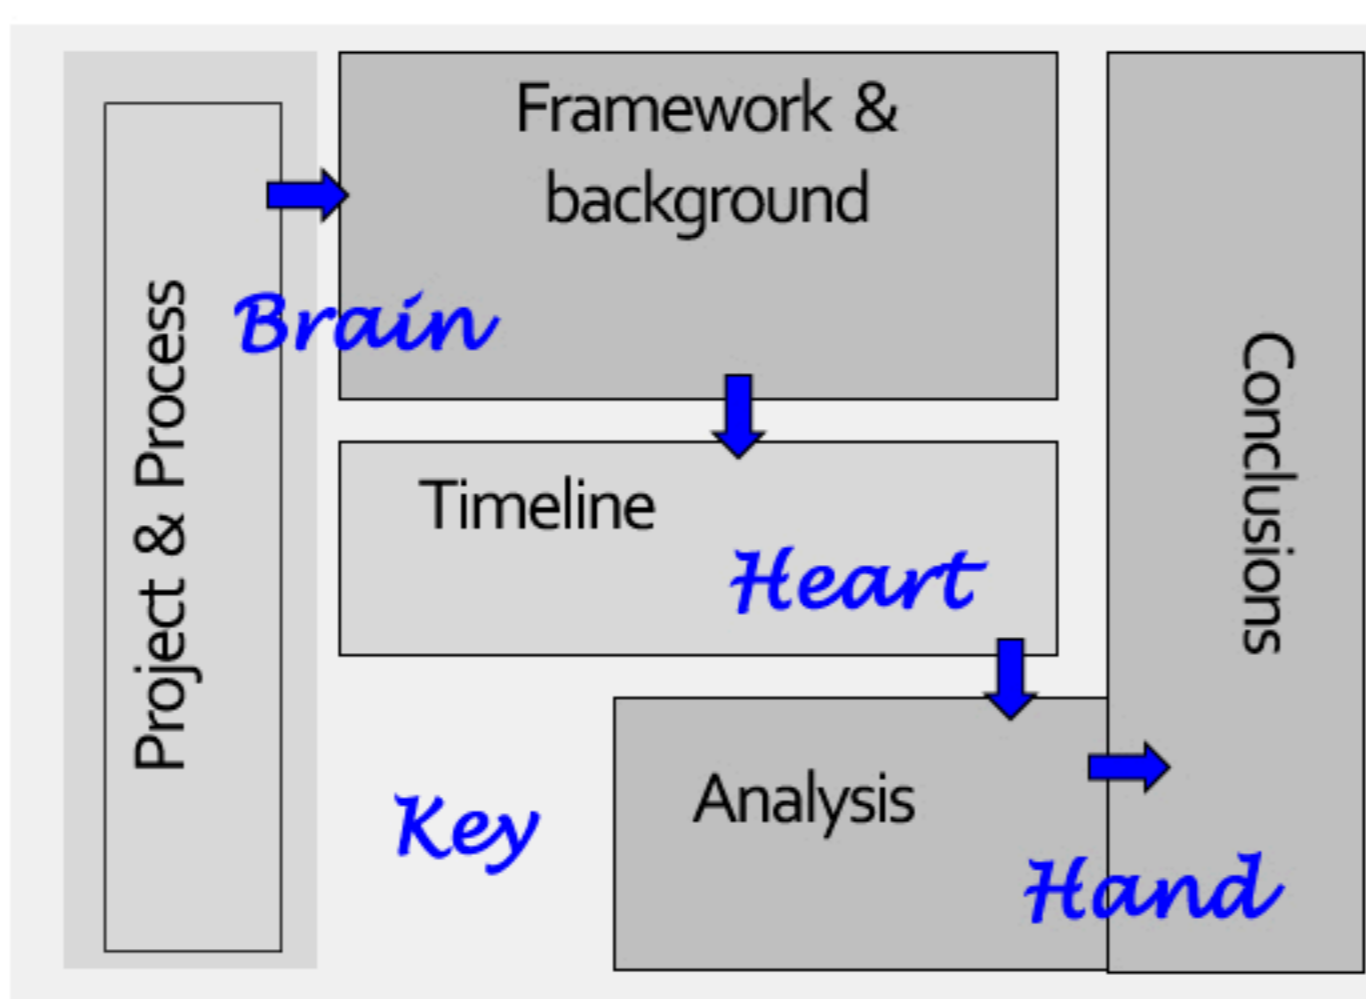 Project & Process
Framework &
background
Brain
Timeline
Heart
Key
Analysis
Hand
Conclusions